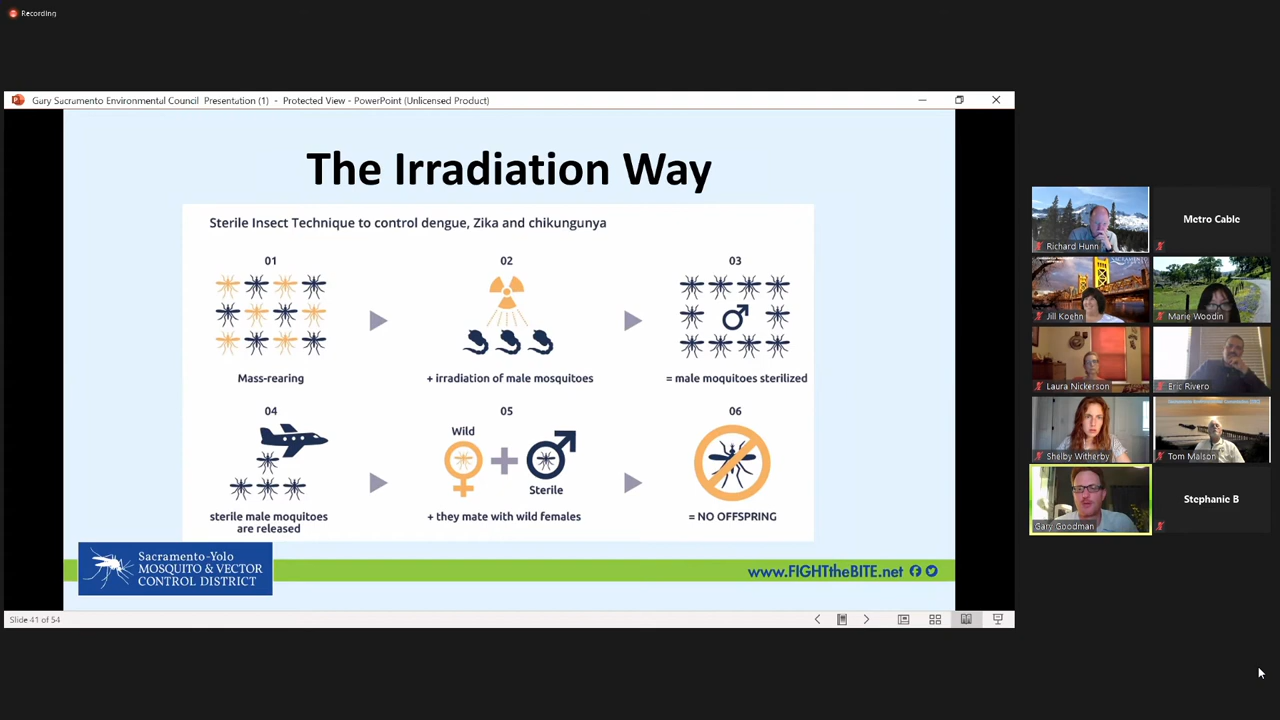 Recording
Gary Sacramento Environmental Council Presentation (1) - Protected View - PowerPoint (Unlicensed Product)
The Irradiation Way
Sterile Insect Technique to control dengue, Zika and chikungunya
01
02
03
Mass-rearing
+ irradiation of male mosquitoes
= male moquitoes sterilized
04
05
06
Wild
Sterile
sterile male moquitoes
are released
+ they mate with wild females
= NO OFFSPRING
Sacramento-Yolo
MOSQUITO & VECTOR
CONTROL DISTRICT
www.FIGHTtheBITE.net
Slide 41 of 54
Richard Hunn
Metro Cable
Jill Koehn
Marie Woodin
Laura Nickerson
Eric Rivero
Shelby Witherby
Tom Malson
Gary Goodman
Stephanie B